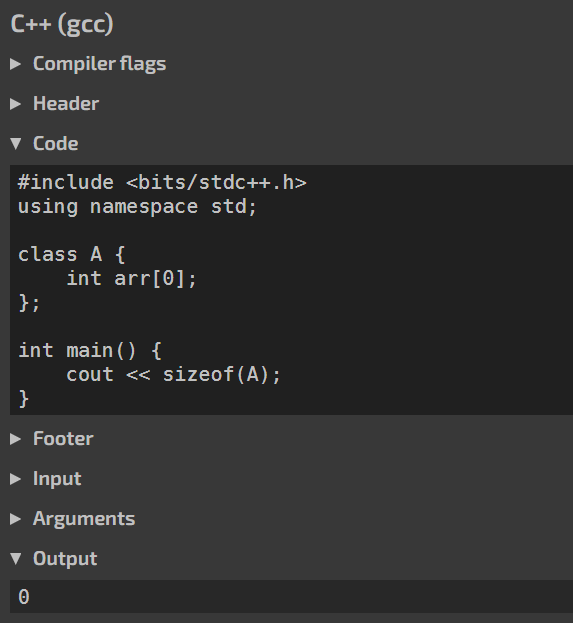 C++ (gcc)
► Compiler flags
► Header
▼ Code
#include <bits/stdc++.h>
using namespace std;

class A {
    int arr[0];
};

int main() {
    cout << sizeof(A);
}
► Footer
► Input
► Arguments
▼ Output
0